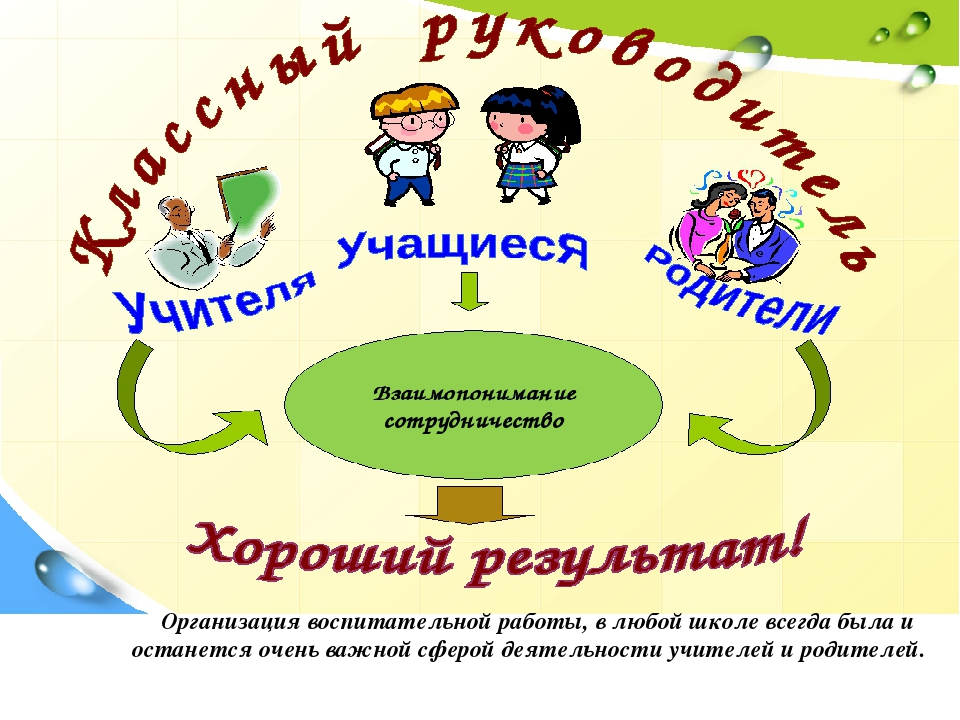 Классный руководитель
Учителя
Учащиеся
Родители
Взаимопонимание
сотрудничество
Хороший результат!
Организация воспитательной работы, в любой школе всегда была и
останется очень важной сферой деятельности учителей и родителей.